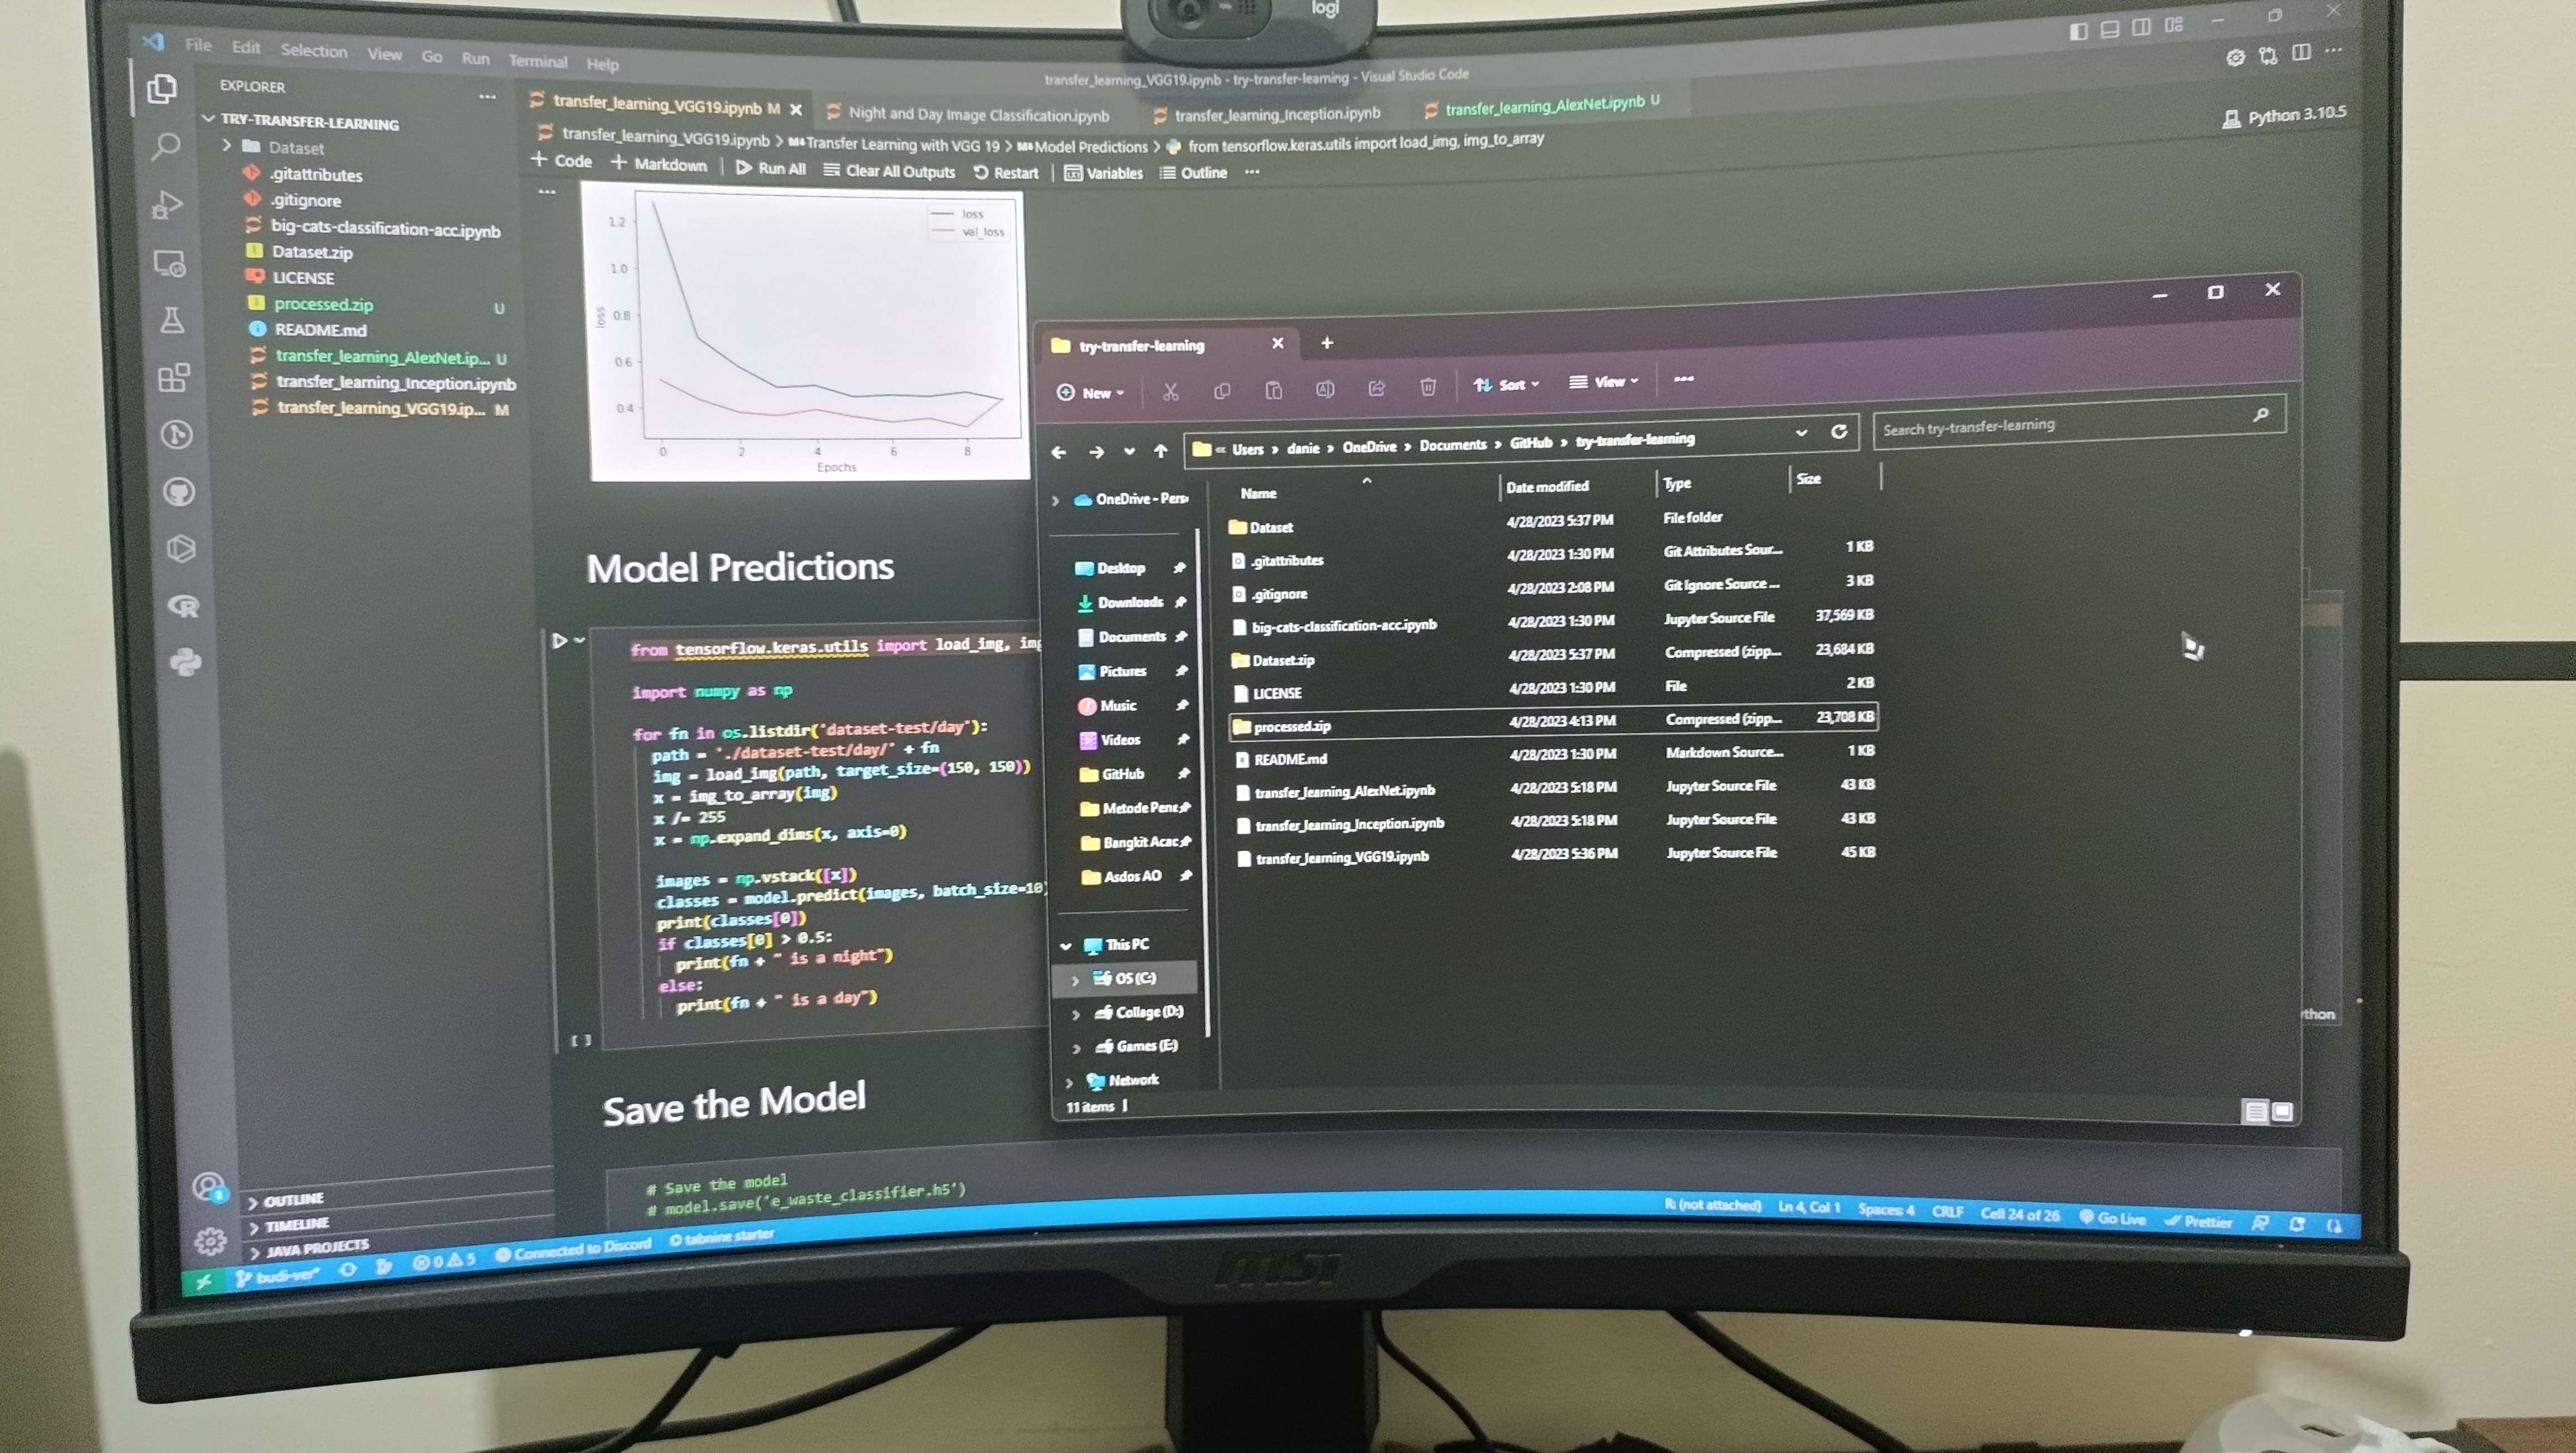 logi
File Edit Selection View Go Run Terminal Help
transfer_learning_VGG19.ipynb - try-transfer-learning - Visual Studio Code
EXPLORER
TRY-TRANSFER-LEARNING
Dataset
.gitattributes
.gitignore
big-cats-classification-acc.ipynb
Dataset.zip
LICENSE
processed.zip U
README.md
transfer_learning_AlexNet.ip... U
transfer_learning_Inception.ipynb
transfer_learning_VGG19.ip... M
OUTLINE
TIMELINE
JAVA PROJECTS
transfer_learning_VGG19.ipynb M Night and Day Image Classification.ipynb transfer_learning_Inception.ipynb transfer_learning_AlexNet.ipynb U
transfer_learning_VGG19.ipynb > M↓Transfer Learning with VGG 19 > M↓Model Predictions > from tensorflow.keras.utils import load_img, img_to_array
+ Code + Markdown Run All Clear All Outputs Restart Variables Outline ...
Python 3.10.5
loss
val_loss
1.2
1.0
0.8
0.6
0.4
loss
0 2 4 6 8
Epochs
Model Predictions
from tensorflow.keras.utils import load_img, img
import numpy as np
for fn in os.listdir("dataset-test/day"):
path = "./dataset-test/day/" + fn
img = load_img(path, target_size=(150, 150))
x = img_to_array(img)
x /= 255
x = np.expand_dims(x, axis=0)
images = np.vstack([x])
classes = model.predict(images, batch_size=10)
print(classes[0])
if classes[0] > 0.5:
print(fn + " is a night")
else:
print(fn + " is a day")
[ ]
thon
Save the Model
# Save the model
# model.save('e_waste_classifier.h5')
try-transfer-learning
New Sort View ...
« Users > danie > OneDrive > Documents > GitHub > try-transfer-learning
Search try-transfer-learning
OneDrive - Pers
Desktop
Downloads
Documents
Pictures
Music
Videos
GitHub
Metode Pene
Bangkit Acac
Asdos AO
This PC
OS (C:)
Collage (D:)
Games (E:)
Network
Name Date modified Type Size
Dataset 4/28/2023 5:37 PM File folder
.gitattributes 4/28/2023 1:30 PM Git Attributes Sour... 1 KB
.gitignore 4/28/2023 2:08 PM Git Ignore Source ... 3 KB
big-cats-classification-acc.ipynb 4/28/2023 1:30 PM Jupyter Source File 37,569 KB
Dataset.zip 4/28/2023 5:37 PM Compressed (zipp... 23,684 KB
LICENSE 4/28/2023 1:30 PM File 2 KB
processed.zip 4/28/2023 4:13 PM Compressed (zipp... 23,708 KB
README.md 4/28/2023 1:30 PM Markdown Source... 1 KB
transfer_learning_AlexNet.ipynb 4/28/2023 5:18 PM Jupyter Source File 43 KB
transfer_learning_Inception.ipynb 4/28/2023 5:18 PM Jupyter Source File 43 KB
transfer_learning_VGG19.ipynb 4/28/2023 5:36 PM Jupyter Source File 45 KB
11 items
budi-ver* 0 5 Connected to Discord tabnine starter R: (not attached) Ln 4, Col 1 Spaces: 4 CRLF Cell 24 of 26 Go Live Prettier
msi